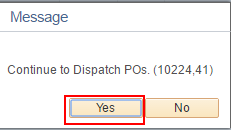 Message
Continue to Dispatch POs. (10224,41)
Yes No